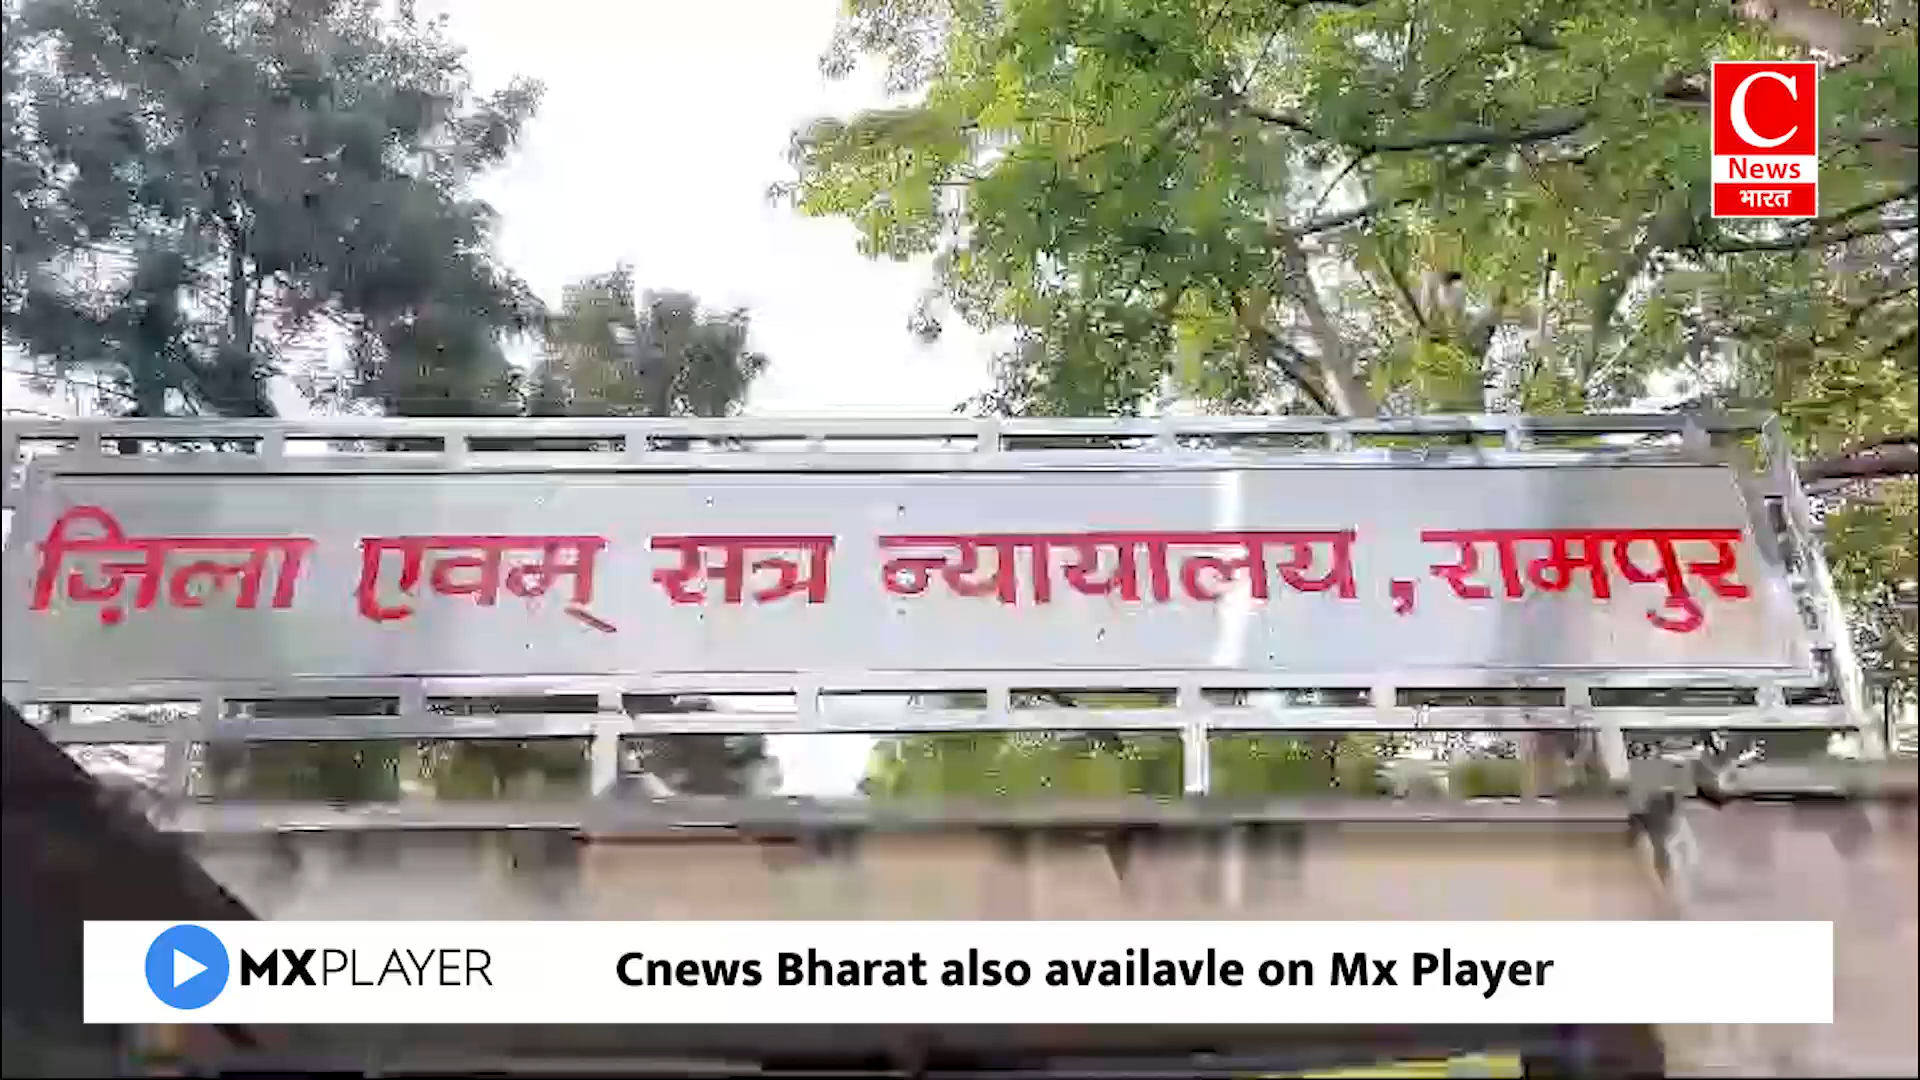 C
News
भारत
ज़िला एवम् सत्र न्यायालय, रामपुर
MXPLAYER Cnews Bharat also availavle on Mx Player